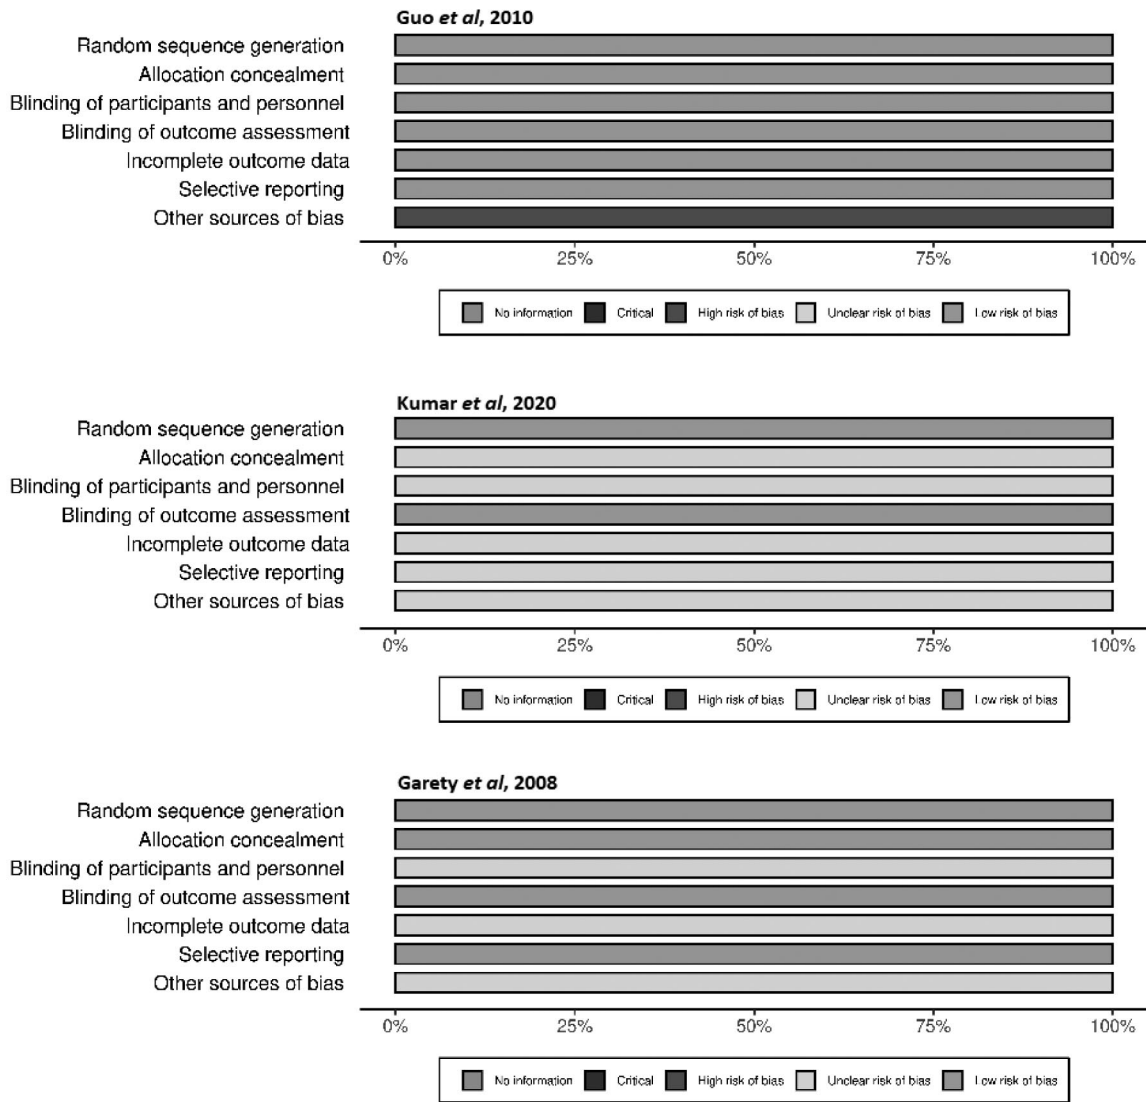 Guo et al, 2010
Random sequence generation
Allocation concealment
Blinding of participants and personnel
Blinding of outcome assessment
Incomplete outcome data
Selective reporting
Other sources of bias
0% 25% 50% 75% 100%
No information Critical High risk of bias Unclear risk of bias Low risk of bias
Kumar et al, 2020
Random sequence generation
Allocation concealment
Blinding of participants and personnel
Blinding of outcome assessment
Incomplete outcome data
Selective reporting
Other sources of bias
0% 25% 50% 75% 100%
No information Critical High risk of bias Unclear risk of bias Low risk of bias
Garety et al, 2008
Random sequence generation
Allocation concealment
Blinding of participants and personnel
Blinding of outcome assessment
Incomplete outcome data
Selective reporting
Other sources of bias
0% 25% 50% 75% 100%
No information Critical High risk of bias Unclear risk of bias Low risk of bias